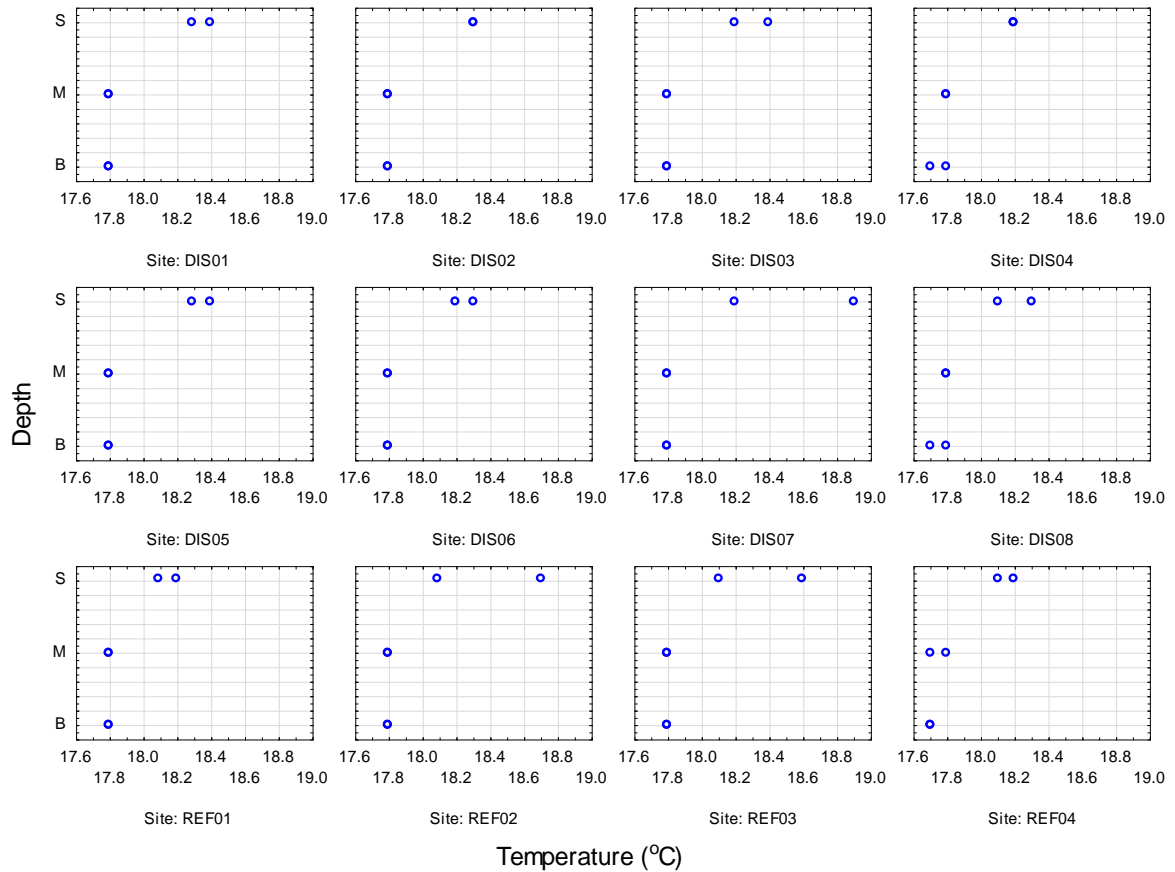 S
M
B
17.6 18.0 18.4 18.8 17.6 18.0 18.4 18.8 17.6 18.0 18.4 18.8 17.6 18.0 18.4 18.8
17.8 18.2 18.6 19.0 17.8 18.2 18.6 19.0 17.8 18.2 18.6 19.0 17.8 18.2 18.6 19.0
Site: DIS01 Site: DIS02 Site: DIS03 Site: DIS04
S
M
B
Depth
17.6 18.0 18.4 18.8 17.6 18.0 18.4 18.8 17.6 18.0 18.4 18.8 17.6 18.0 18.4 18.8
17.8 18.2 18.6 19.0 17.8 18.2 18.6 19.0 17.8 18.2 18.6 19.0 17.8 18.2 18.6 19.0
Site: DIS05 Site: DIS06 Site: DIS07 Site: DIS08
S
M
B
17.6 18.0 18.4 18.8 17.6 18.0 18.4 18.8 17.6 18.0 18.4 18.8 17.6 18.0 18.4 18.8
17.8 18.2 18.6 19.0 17.8 18.2 18.6 19.0 17.8 18.2 18.6 19.0 17.8 18.2 18.6 19.0
Site: REF01 Site: REF02 Site: REF03 Site: REF04
Temperature (°C)